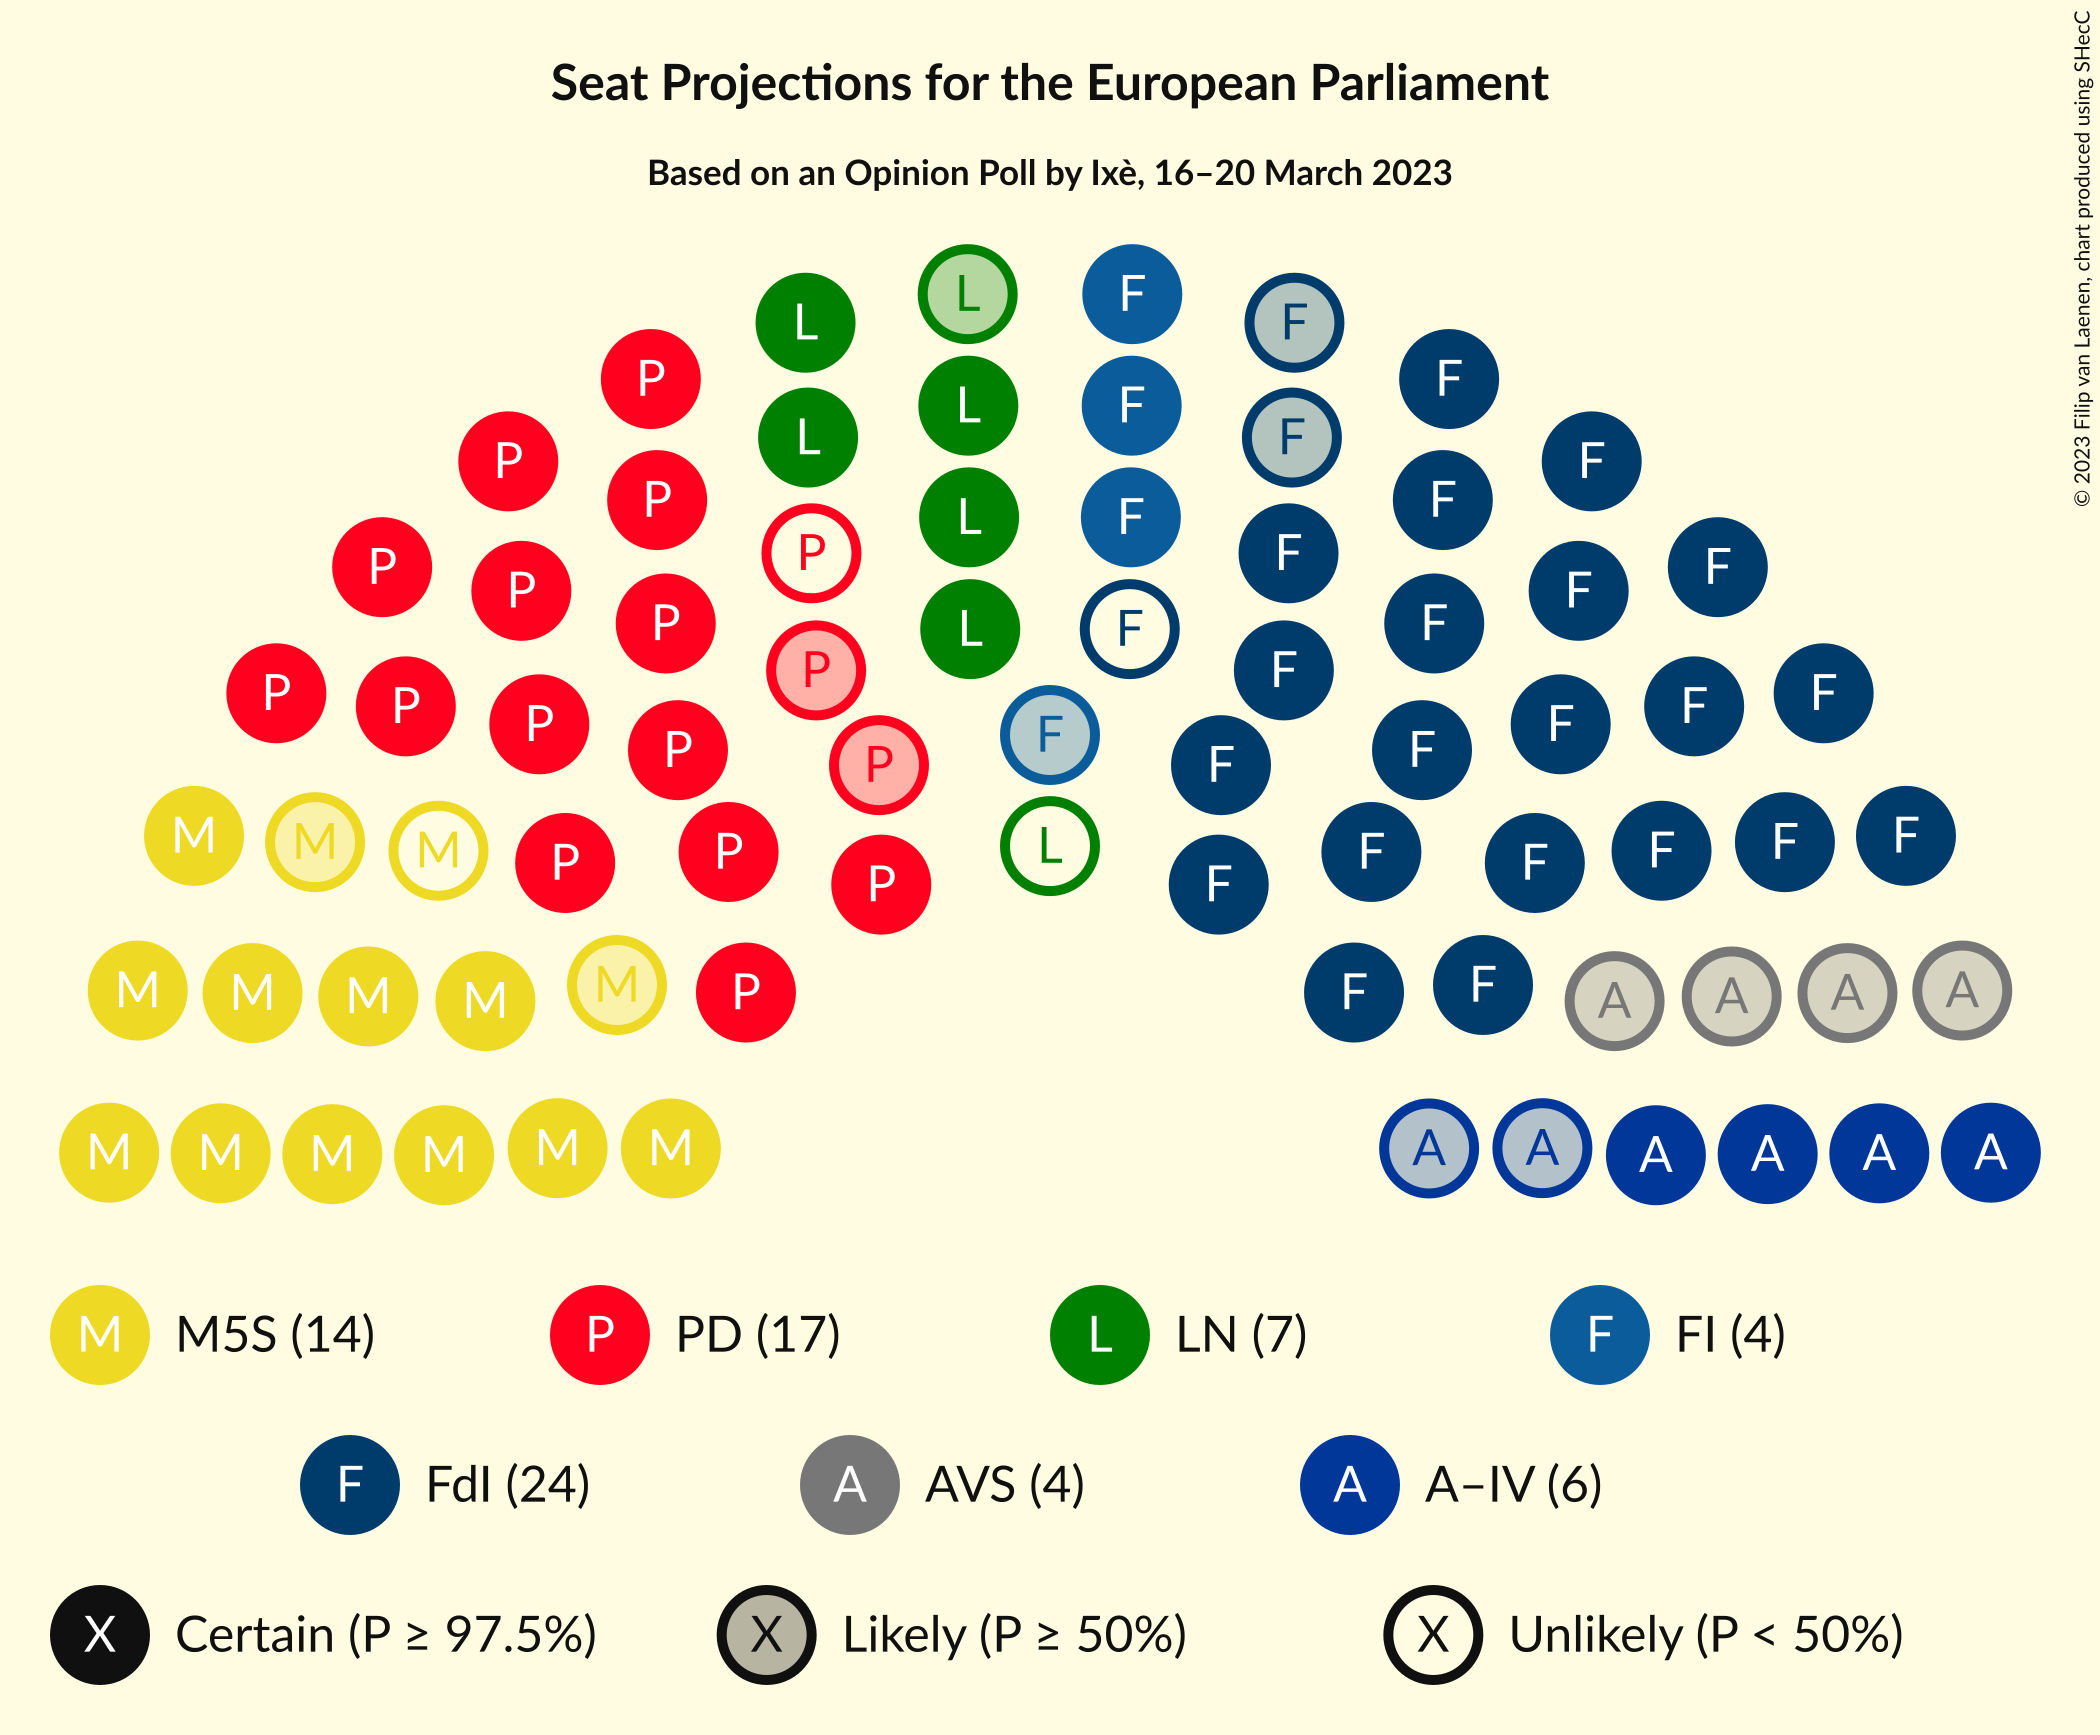 Seat Projections for the European Parliament
Based on an Opinion Poll by Ixè, 16–20 March 2023
© 2023 Filip van Laenen, chart produced using SHecC
L F
L F
P F
L F
L F
P F
L F
P F
L F
P F
P F
P F
P F
P F
L F
P F
P F
P F
P P F F
F
P P F F
M M M P P P L F F F F F F
M M M M M P F F A A A A
M M M M M M A A A A A A
M M5S (14) P PD (17) L LN (7) F FI (4)
F FdI (24) A AVS (4) A A–IV (6)
X Certain (P ≥ 97.5%) X Likely (P ≥ 50%) X Unlikely (P < 50%)